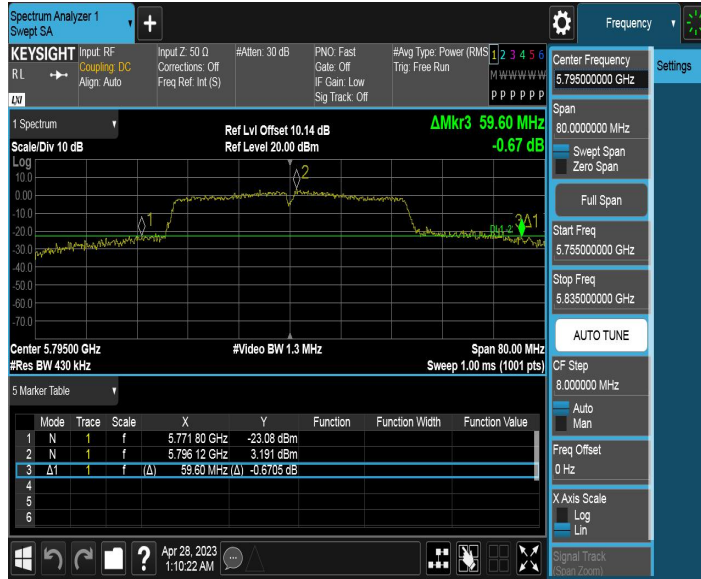 Spectrum Analyzer 1
Swept SA
Frequency
KEYSIGHT
RL
LXI
Input: RF
Coupling: DC
Align: Auto
Input Z: 50 Ω
Corrections: Off
Freq Ref: Int (S)
#Atten: 30 dB
PNO: Fast
Gate: Off
IF Gain: Low
Sig Track: Off
#Avg Type: Power (RMS
Trig: Free Run
1 2 3 4 5 6
M W W W W W
P P P P P P
Center Frequency
5.795000000 GHz
Settings
Span
80.0000000 MHz
Swept Span
Zero Span
Full Span
Start Freq
5.755000000 GHz
Stop Freq
5.835000000 GHz
AUTO TUNE
CF Step
8.000000 MHz
Auto
Man
Freq Offset
0 Hz
X Axis Scale
Log
Lin
Signal Track
(Span Zoom)
1 Spectrum
Scale/Div 10 dB
Ref Lvl Offset 10.14 dB
Ref Level 20.00 dBm
ΔMkr3 59.60 MHz
-0.67 dB
Log
10.0
0.00
-10.0
-20.0
-30.0
-40.0
-50.0
-60.0
-70.0
1
2
3Δ1
Center 5.79500 GHz
#Video BW 1.3 MHz
Span 80.00 MHz
#Res BW 430 kHz
Sweep 1.00 ms (1001 pts)
5 Marker Table
Mode Trace Scale X Y Function Function Width Function Value
1 N 1 f 5.771 80 GHz -23.08 dBm
2 N 1 f 5.796 12 GHz 3.191 dBm
3 Δ1 1 f (Δ) 59.60 MHz (Δ) -0.6705 dB
4
5
6
?
Apr 28, 2023
1:10:22 AM